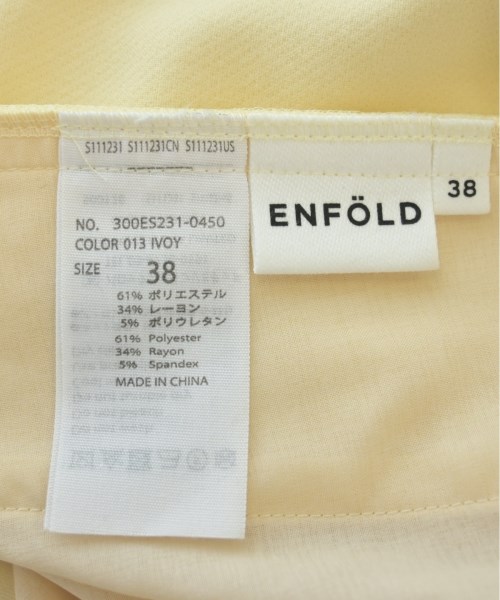 S111231 S111231CN S111231US
NO. 300ES231-0450
COLOR 013 IVOY
SIZE 38
61% ポリエステル
34% レーヨン
5% ポリウレタン
61% Polyester
34% Rayon
5% Spandex
MADE IN CHINA
ENFÖLD
38